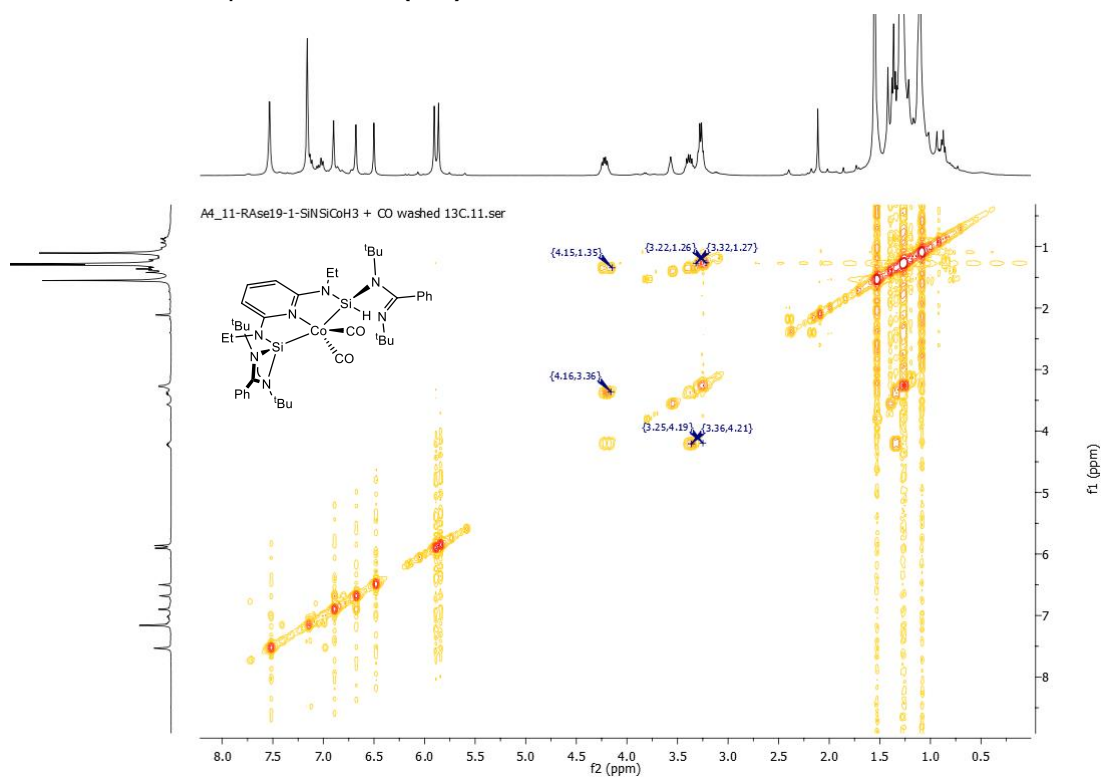 A4_11-RAse19-1-SiNSiCoH3 + CO washed 13C.11.ser
{4.15,1.35}
{3.22,1.26}
{3.32,1.27}
{4.16,3.36}
{3.25,4.19}
{3.36,4.21}
tBu
Et
N
N
Ph
Si
H
N
N
tBu
tBu
N
Co
CO
CO
Et
Si
N
N
Ph
tBu
1
2
3
4
5
6
7
8
f1 (ppm)
8.0 7.5 7.0 6.5 6.0 5.5 5.0 4.5 4.0 3.5 3.0 2.5 2.0 1.5 1.0 0.5
f2 (ppm)